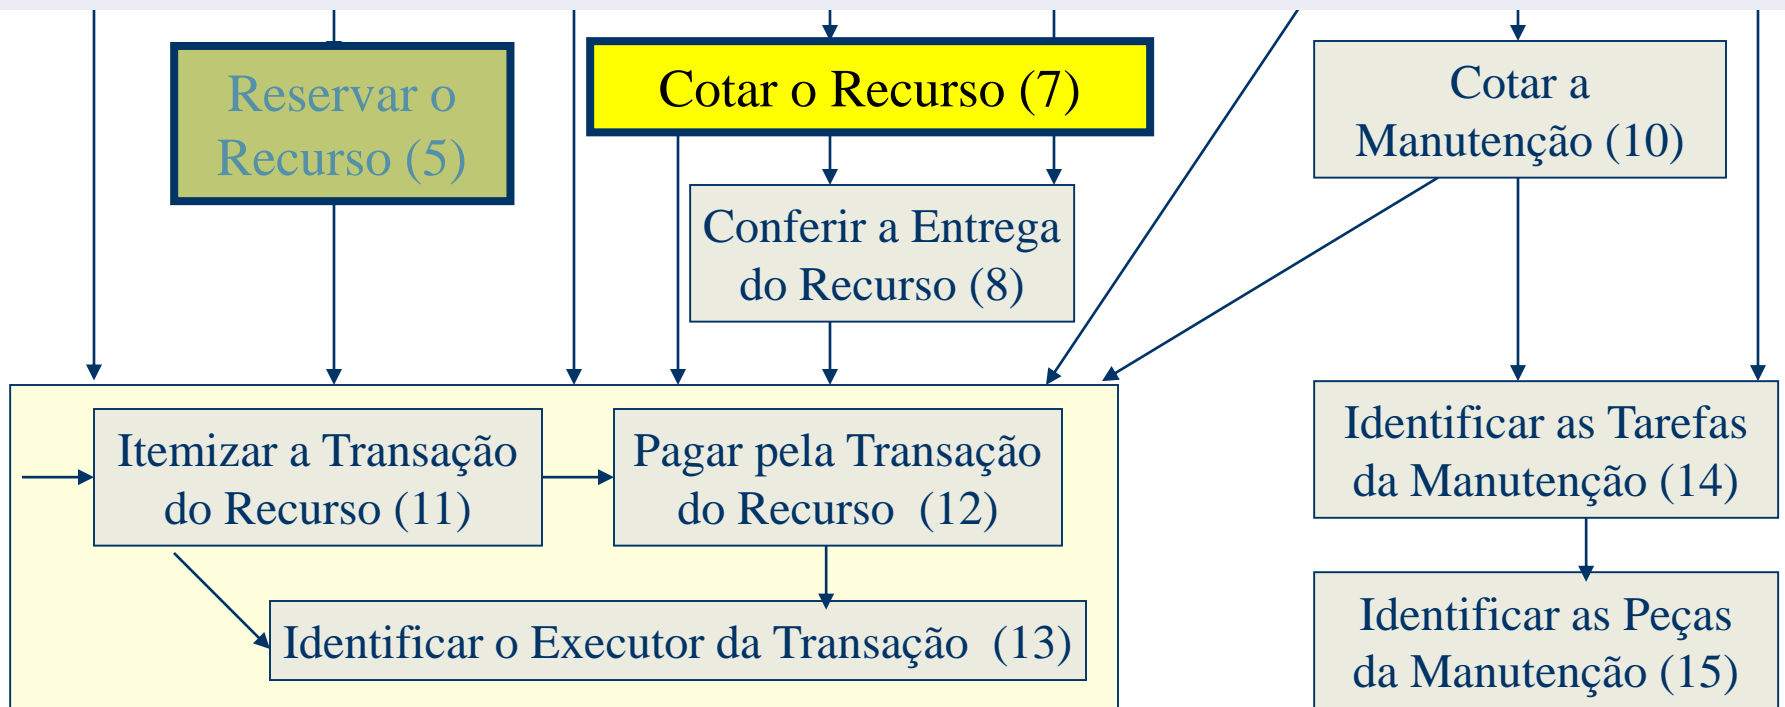 Reservar o
Recurso (5)
Cotar o Recurso (7)
Cotar a
Manutenção (10)
Conferir a Entrega
do Recurso (8)
Itemizar a Transação
do Recurso (11)
Pagar pela Transação
do Recurso (12)
Identificar as Tarefas
da Manutenção (14)
Identificar o Executor da Transação (13)
Identificar as Peças
da Manutenção (15)